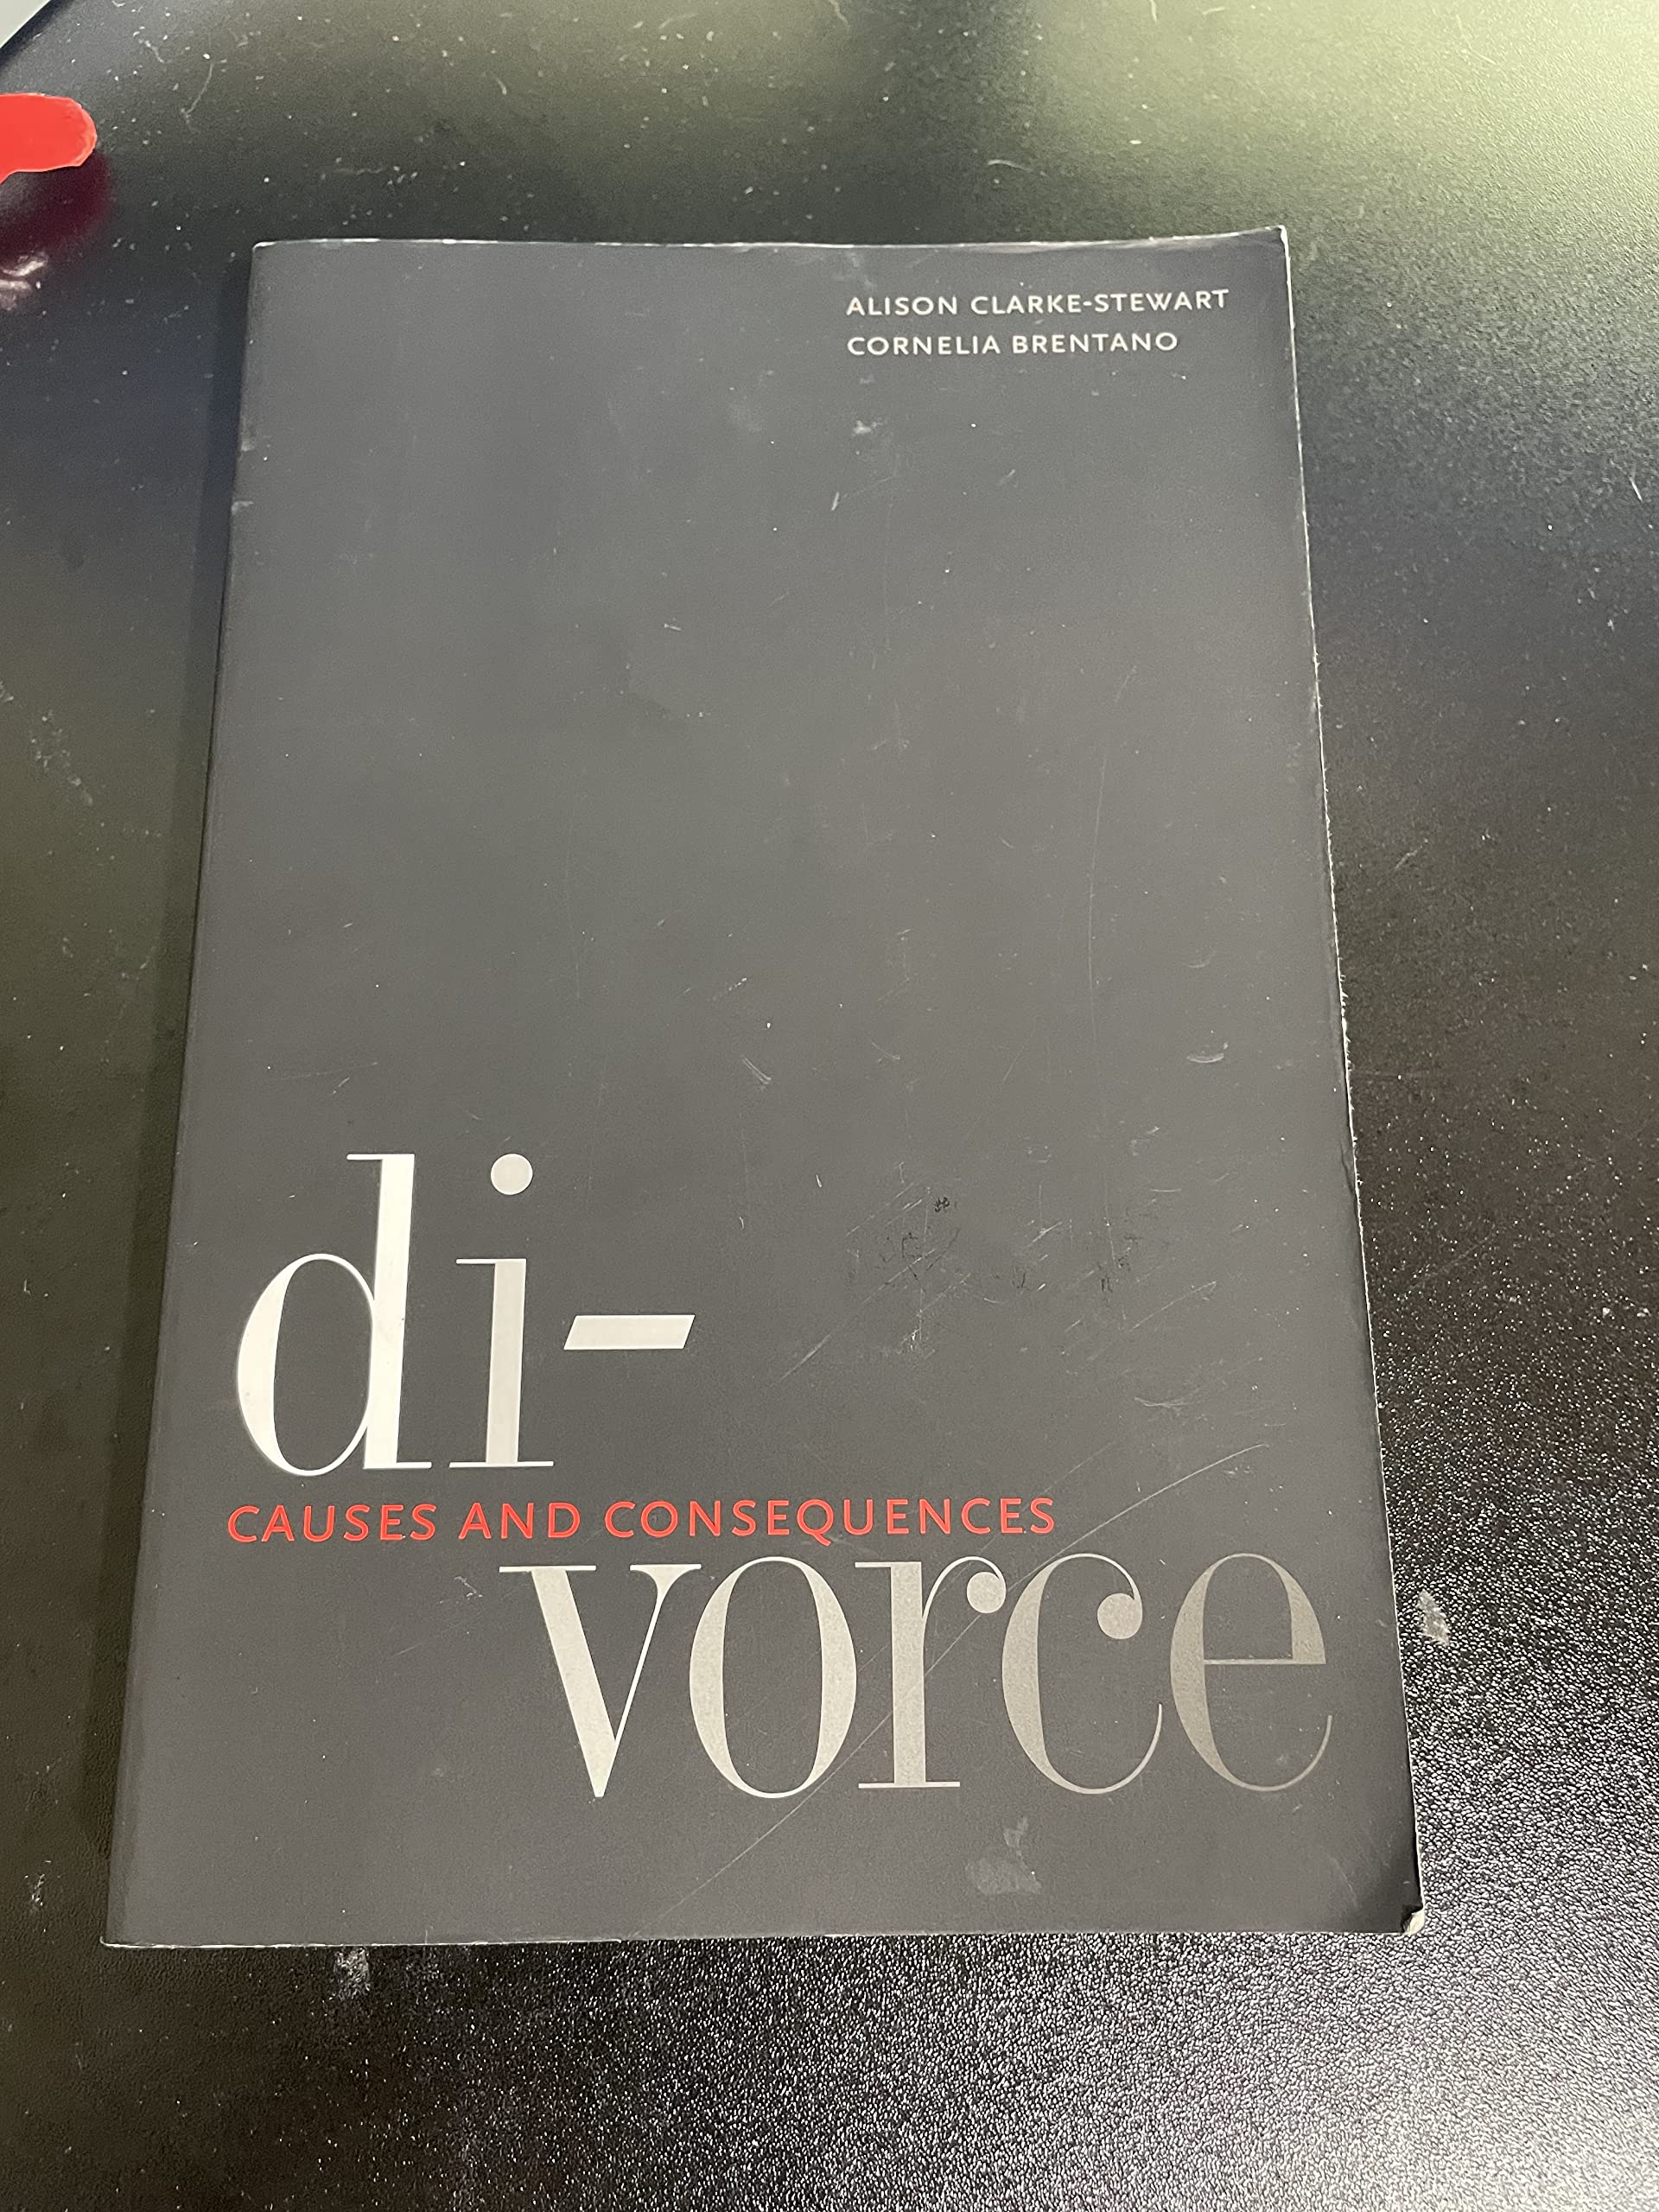 ALISON CLARKE-STEWART
CORNELIA BRENTANO
di-
CAUSES AND CONSEQUENCES
vorce